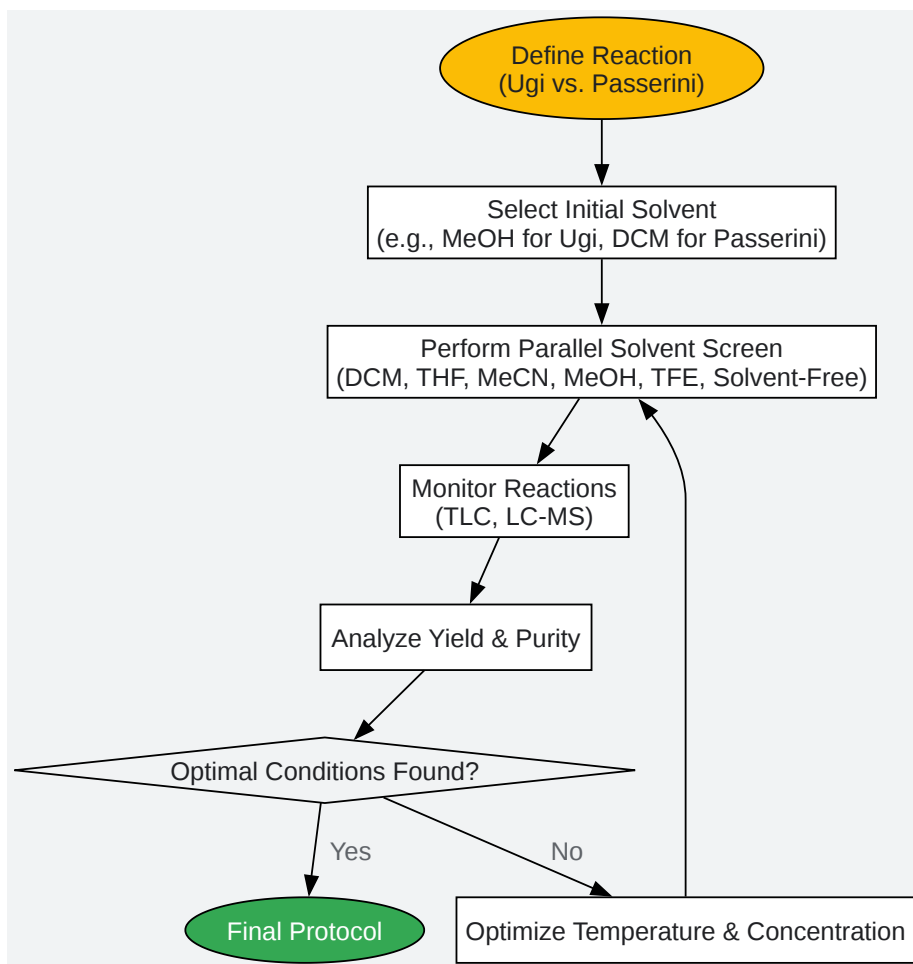 Define Reaction
(Ugi vs. Passerini)
Select Initial Solvent
(e.g., MeOH for Ugi, DCM for Passerini)
Perform Parallel Solvent Screen
(DCM, THF, MeCN, MeOH, TFE, Solvent-Free)
Monitor Reactions
(TLC, LC-MS)
Analyze Yield & Purity
Optimal Conditions Found?
Yes
No
Final Protocol
Optimize Temperature & Concentration